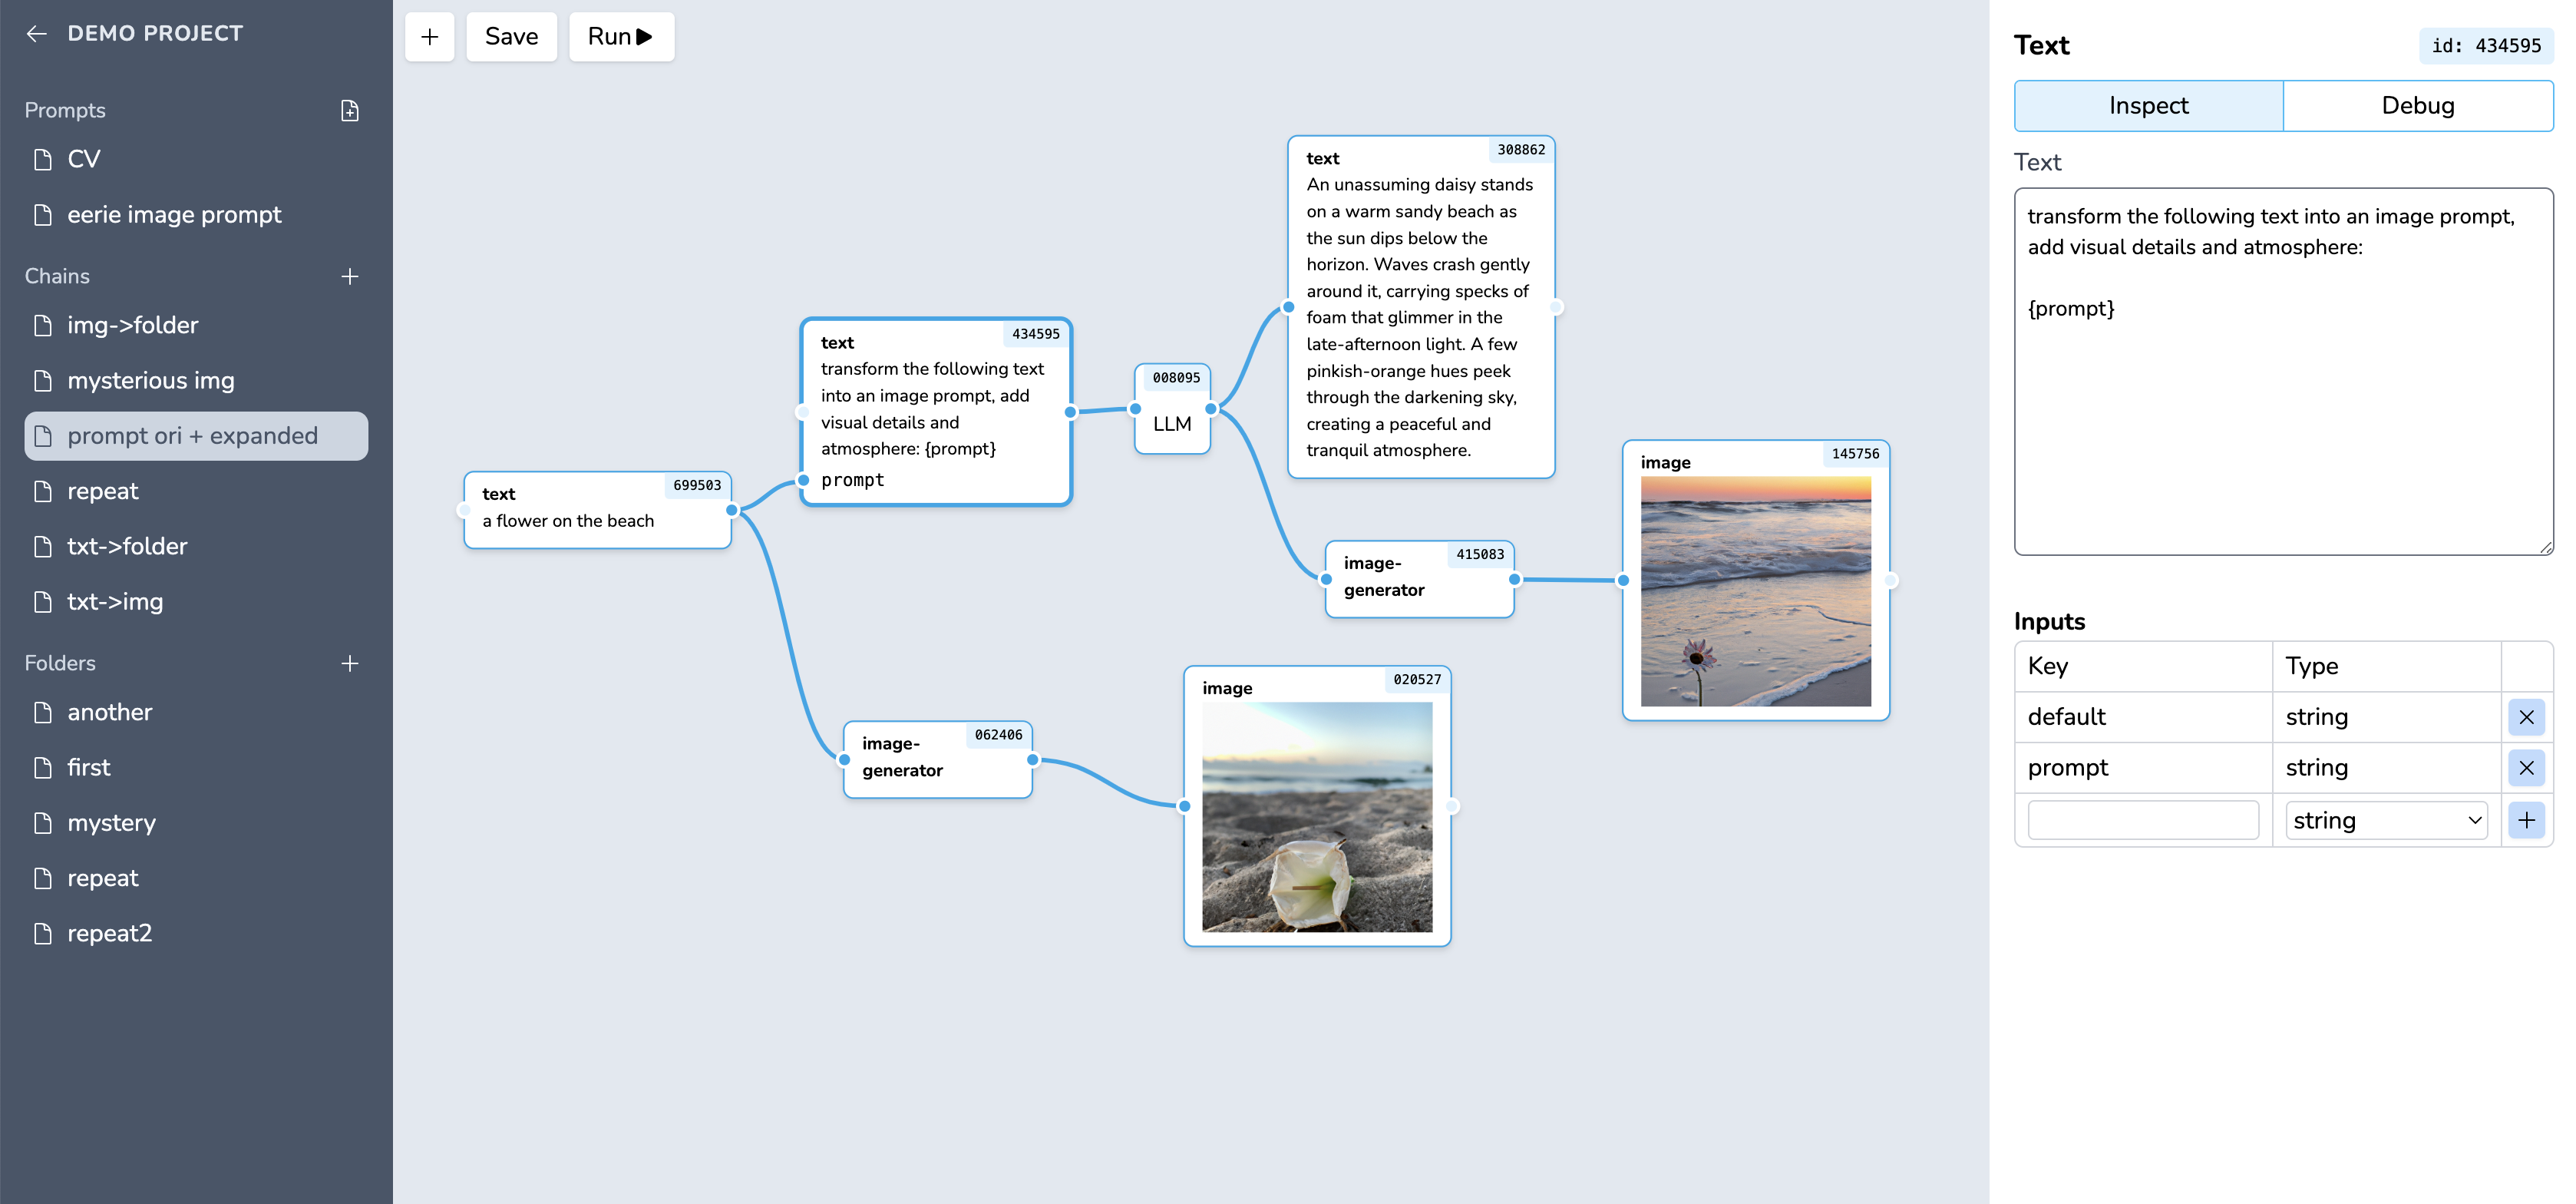 DEMO PROJECT
Prompts
CV
eerie image prompt
Chains
img->folder
mysterious img
prompt ori + expanded
repeat
txt->folder
txt->img
Folders
another
first
mystery
repeat
repeat2
+ Save Run
699503
text
a flower on the beach
434595
text
transform the following text
into an image prompt, add
visual details and
atmosphere: {prompt}
prompt
008095
LLM
308862
text
An unassuming daisy stands
on a warm sandy beach as
the sun dips below the
horizon. Waves crash gently
around it, carrying specks of
foam that glimmer in the
late-afternoon light. A few
pinkish-orange hues peek
through the darkening sky,
creating a peaceful and
tranquil atmosphere.
415083
image-
generator
145756
image
062406
image-
generator
020527
image
Text id: 434595
Inspect Debug
Text
transform the following text into an image prompt,
add visual details and atmosphere:
{prompt}
Inputs
Key Type
default string
prompt string
string